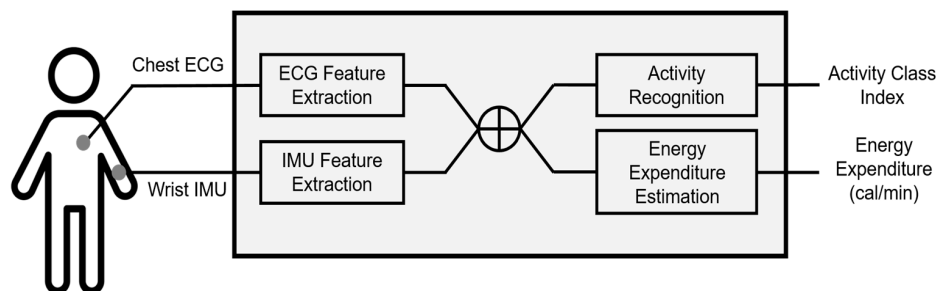 Chest ECG
Wrist IMU
ECG Feature
Extraction
IMU Feature
Extraction
Activity
Recognition
Energy
Expenditure
Estimation
Activity Class
Index
Energy
Expenditure
(cal/min)